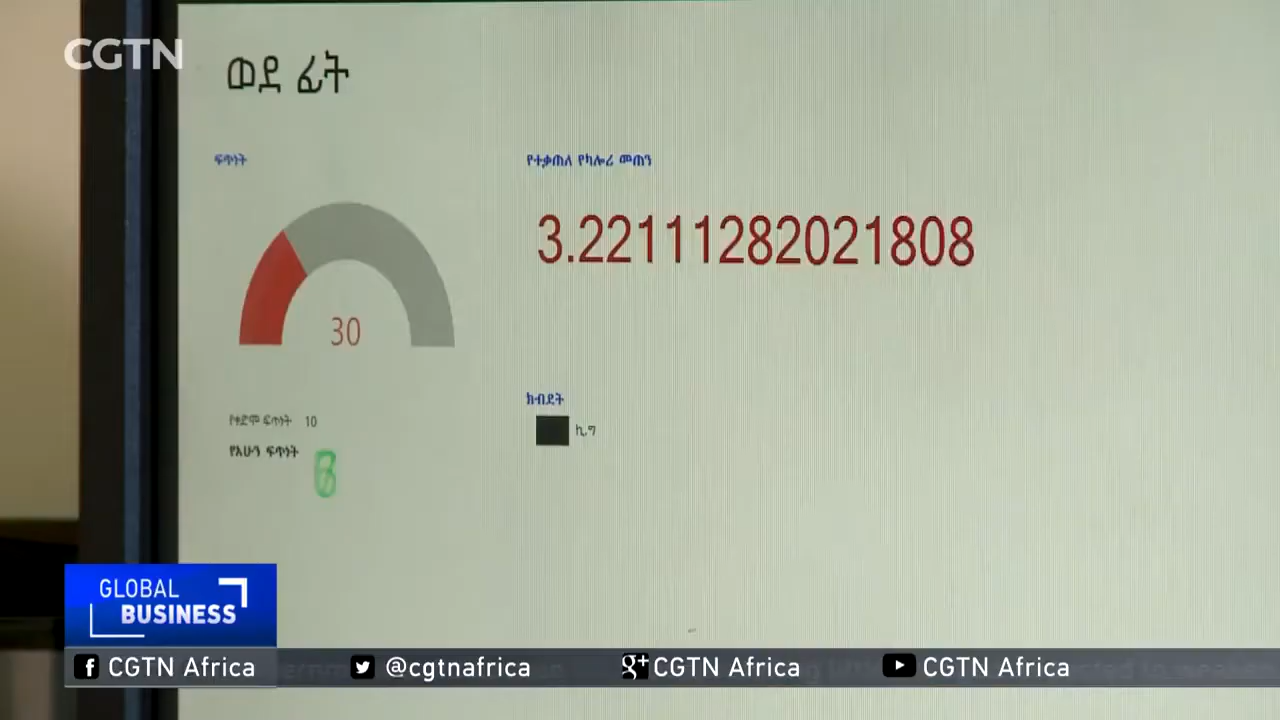 CGTN
ወደ ፊት
ፍጥነት
የተቃጠለ የካሎሪ መጠን
3.22111282021808
30
ክብደት
ኪ.ግ
የቀድሞ ፍጥነት 10
የአሁን ፍጥነት
GLOBAL
BUSINESS
CGTN Africa @cgtnafrica g+ CGTN Africa CGTN Africa